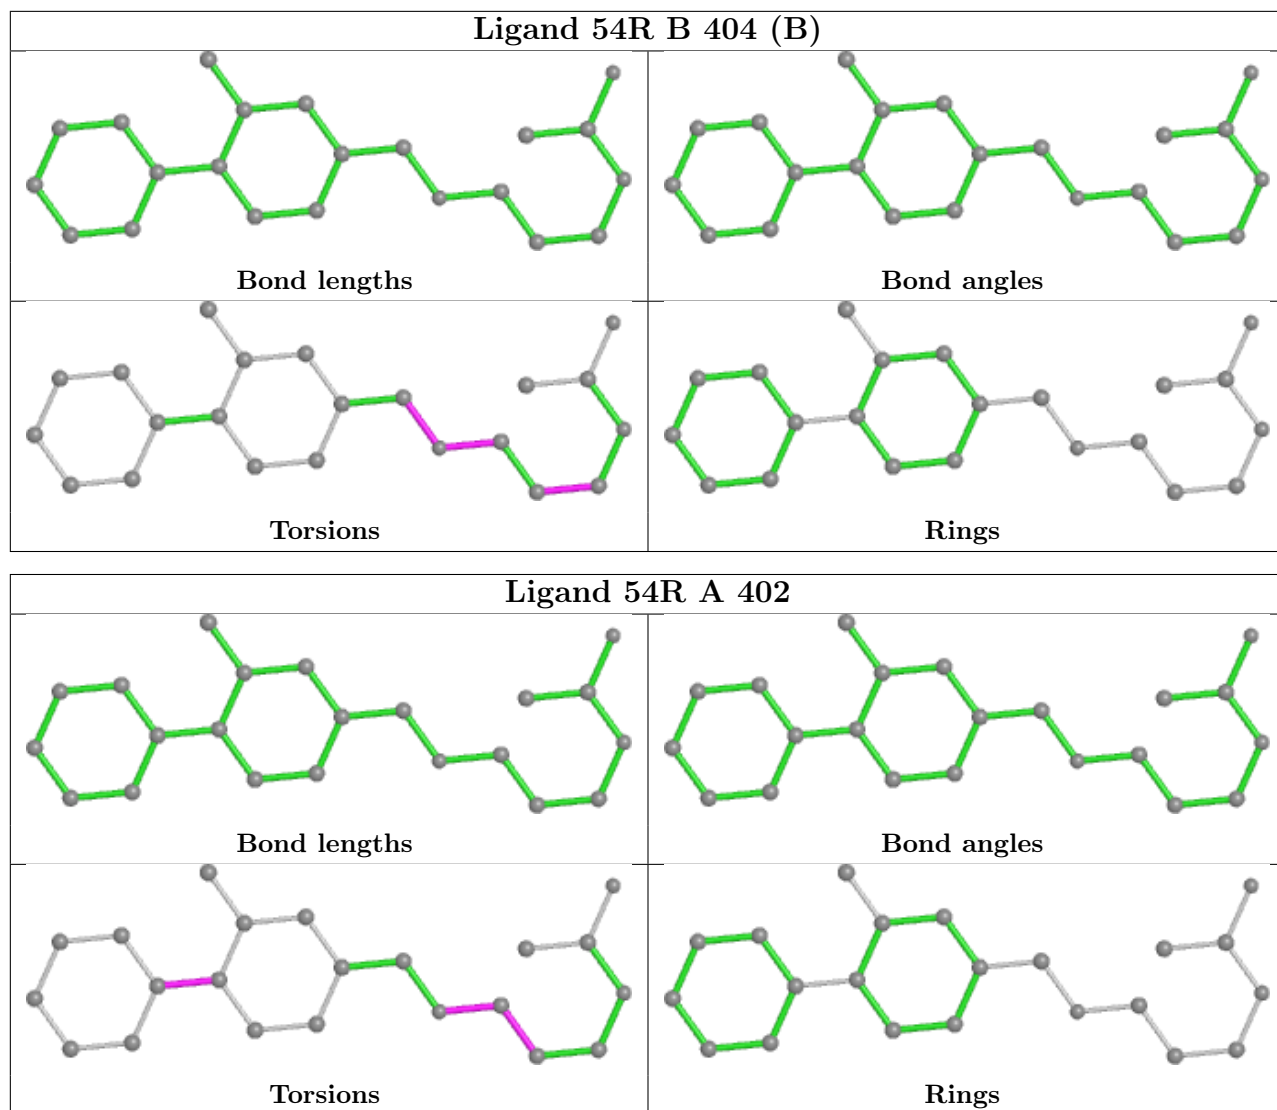 Ligand 54R B 404 (B)
Bond lengths
Bond angles
Torsions
Rings
Ligand 54R A 402
Bond lengths
Bond angles
Torsions
Rings